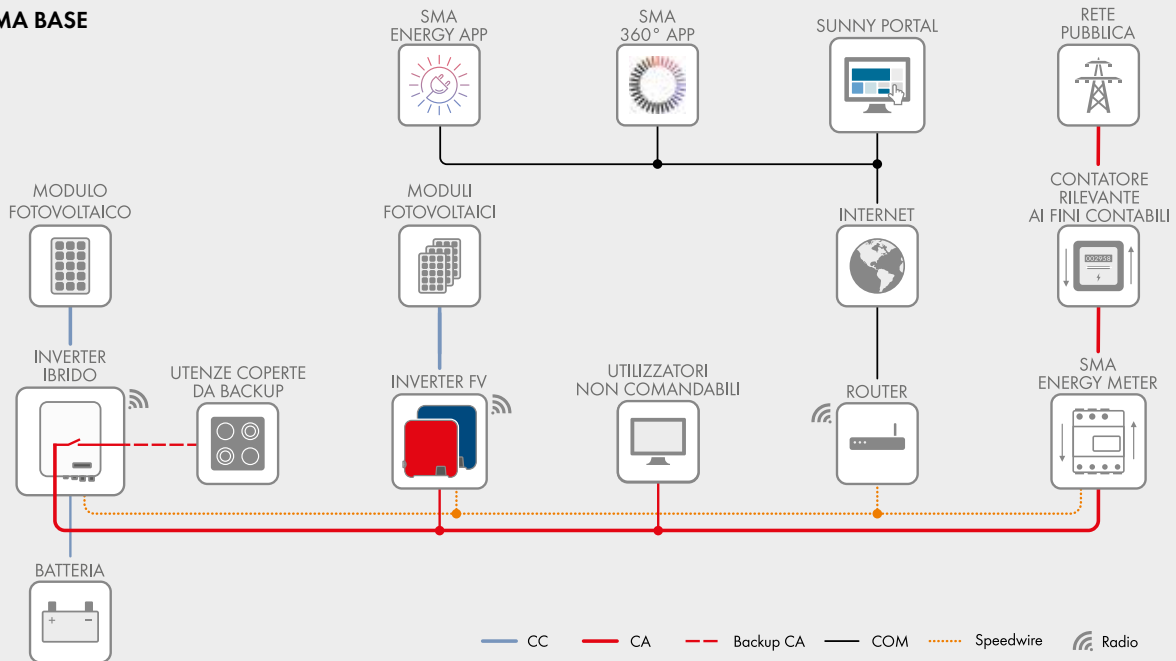 MA BASE
SMA
ENERGY APP
SMA
360° APP
SUNNY PORTAL
RETE
PUBBLICA
MODULO
FOTOVOLTAICO
MODULI
FOTOVOLTAICI
INTERNET
CONTATORE
RILEVANTE
AI FINI CONTABILI
002938
INVERTER
IBRIDO
UTENZE COPERTE
DA BACKUP
INVERTER FV
UTILIZZATORI
NON COMANDABILI
ROUTER
SMA
ENERGY METER
BATTERIA
+ −
CC
CA
Backup CA
COM
Speedwire
Radio